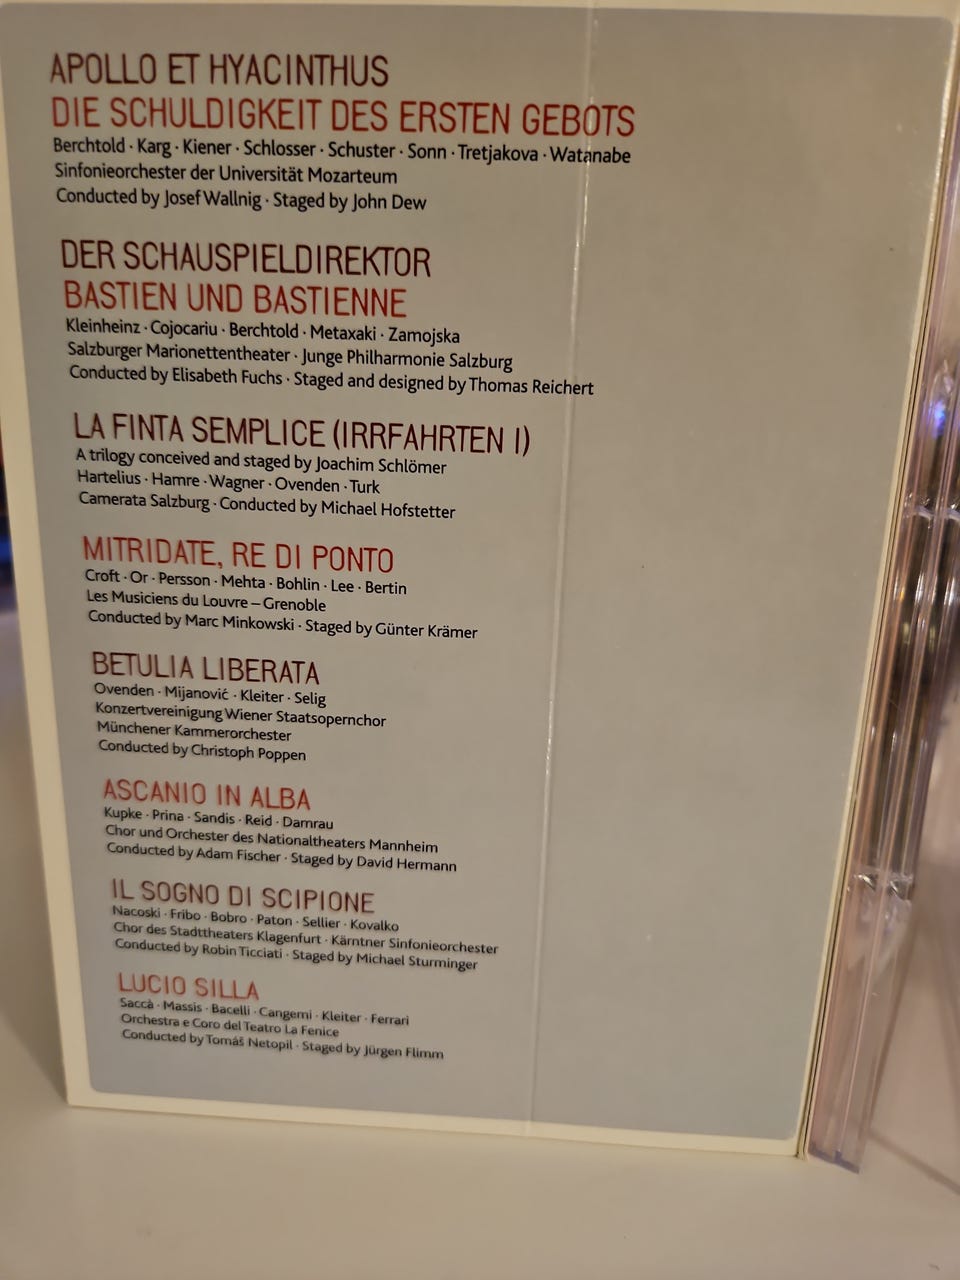 APOLLO ET HYACINTHUS
DIE SCHULDIGKEIT DES ERSTEN GEBOTS
Berchtold · Karg · Kiener · Schlosser · Schuster · Sonn · Tretjakova · Watanabe
Sinfonieorchester der Universität Mozarteum
Conducted by Josef Wallnig · Staged by John Dew
DER SCHAUSPIELDIREKTOR
BASTIEN UND BASTIENNE
Kleinheinz · Cojocariu · Berchtold · Metaxaki · Zamojska
Salzburger Marionettentheater · Junge Philharmonie Salzburg
Conducted by Elisabeth Fuchs · Staged and designed by Thomas Reichert
LA FINTA SEMPLICE (IRRFAHRTEN I)
A trilogy conceived and staged by Joachim Schlömer
Hartelius · Hamre · Wagner · Ovenden · Turk
Camerata Salzburg · Conducted by Michael Hofstetter
MITRIDATE, RE DI PONTO
Croft · Or · Persson · Mehta · Bohlin · Lee · Bertin
Les Musiciens du Louvre – Grenoble
Conducted by Marc Minkowski · Staged by Günter Krämer
BETULIA LIBERATA
Ovenden · Mijanović · Kleiter · Selig
Konzertvereinigung Wiener Staatsopernchor
Münchener Kammerorchester
Conducted by Christoph Poppen
ASCANIO IN ALBA
Kupke · Prina · Sandis · Reid · Damrau
Chor und Orchester des Nationaltheaters Mannheim
Conducted by Adam Fischer · Staged by David Hermann
IL SOGNO DI SCIPIONE
Nacoski · Fribo · Bobro · Paton · Sellier · Kovalko
Chor des Stadttheaters Klagenfurt · Kärntner Sinfonieorchester
Conducted by Robin Ticciati · Staged by Michael Sturminger
LUCIO SILLA
Saccà · Massis · Bacelli · Cangemi · Kleiter · Ferrari
Orchestra e Coro del Teatro La Fenice
Conducted by Tomáš Netopil · Staged by Jürgen Flimm